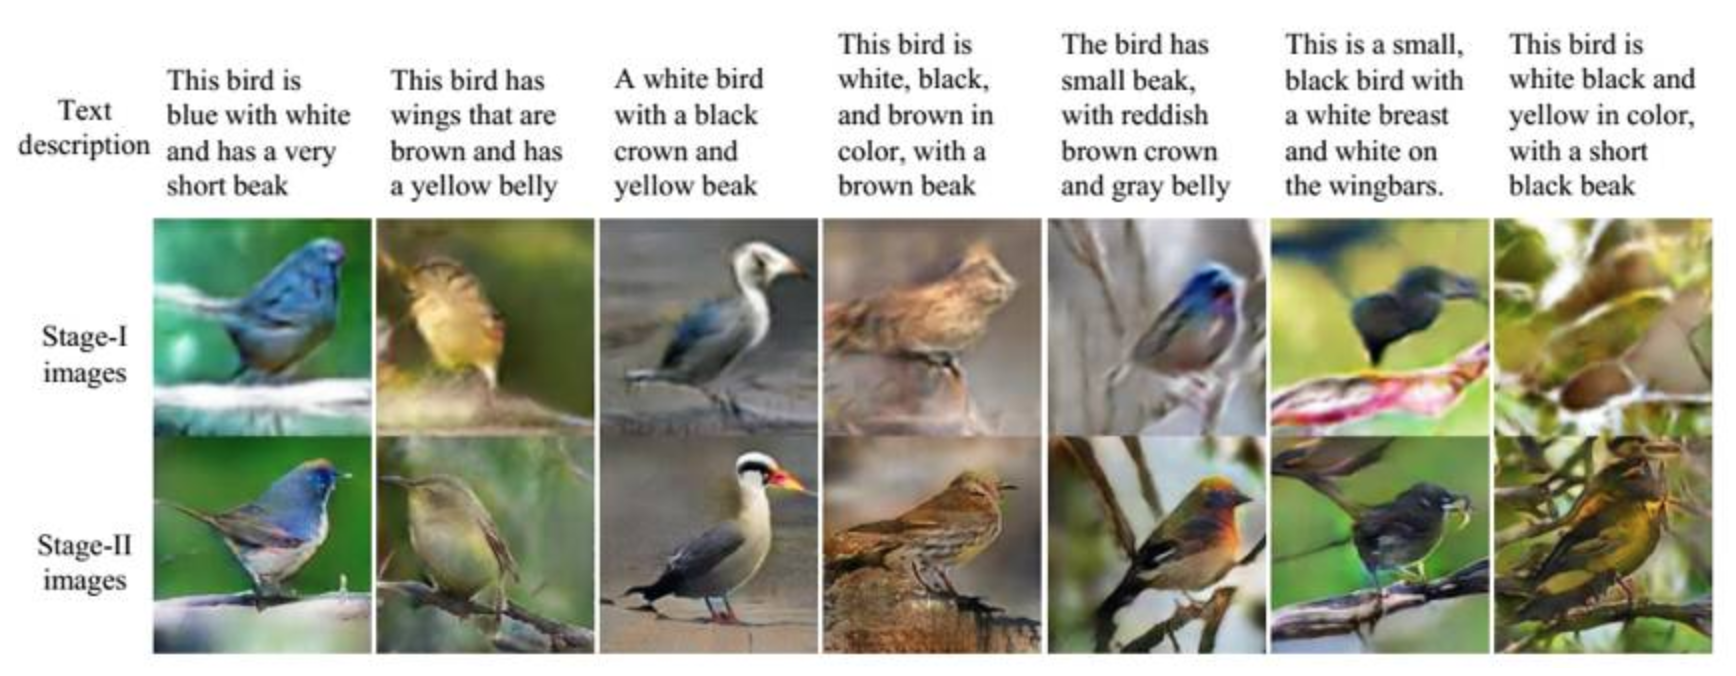 Text
description
This bird is
blue with white
and has a very
short beak
This bird has
wings that are
brown and has
a yellow belly
A white bird
with a black
crown and
yellow beak
This bird is
white, black,
and brown in
color, with a
brown beak
The bird has
small beak,
with reddish
brown crown
and gray belly
This is a small,
black bird with
a white breast
and white on
the wingbars.
This bird is
white black and
yellow in color,
with a short
black beak
Stage-I
images
Stage-II
images